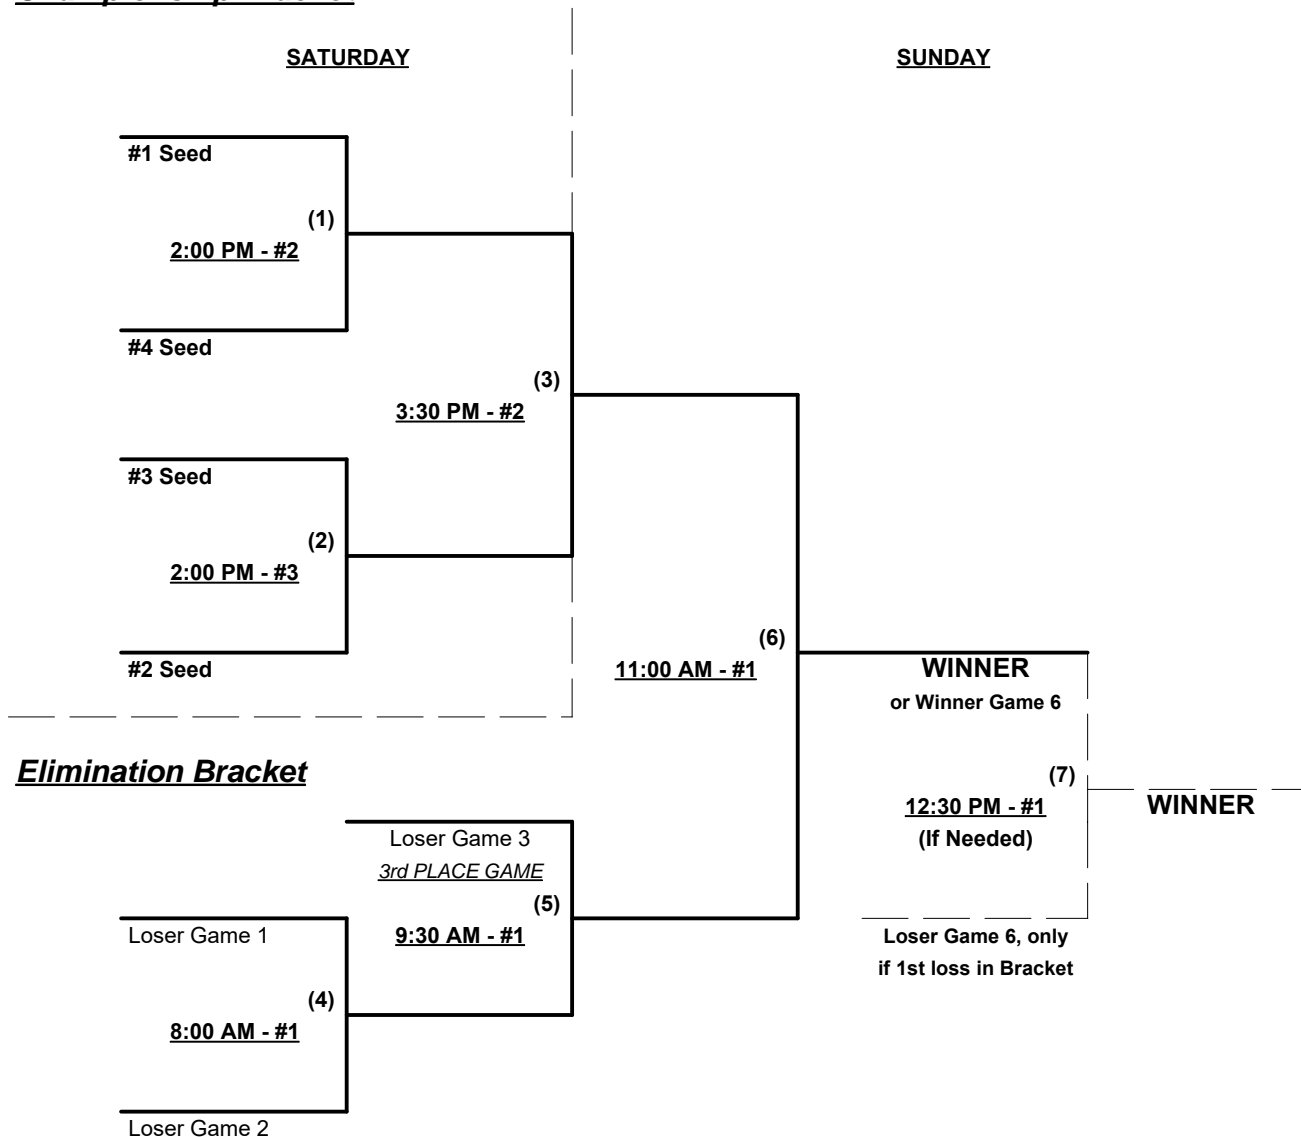 SATURDAY
SUNDAY
#1 Seed
(1)
2:00 PM - #2
#4 Seed
(3)
3:30 PM - #2
#3 Seed
(2)
2:00 PM - #3
#2 Seed
(6)
11:00 AM - #1
WINNER
or Winner Game 6
Elimination Bracket
(7)
12:30 PM - #1
WINNER
(If Needed)
Loser Game 3
3rd PLACE GAME
(5)
9:30 AM - #1
Loser Game 1
Loser Game 6, only
if 1st loss in Bracket
(4)
8:00 AM - #1
Loser Game 2